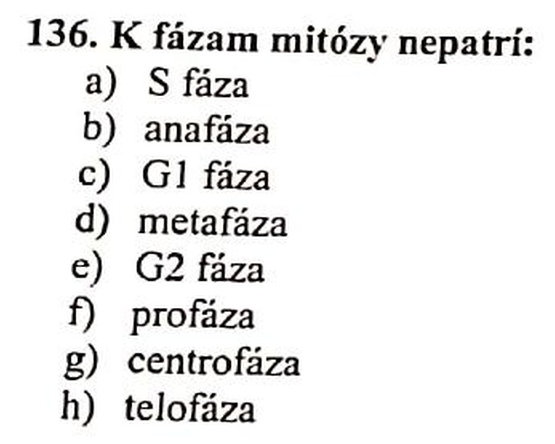 136. K fázam mitózy nepatrí:
a) S fáza
b) anafáza
c) G1 fáza
d) metafáza
e) G2 fáza
f) profáza
g) centrofáza
h) telofáza